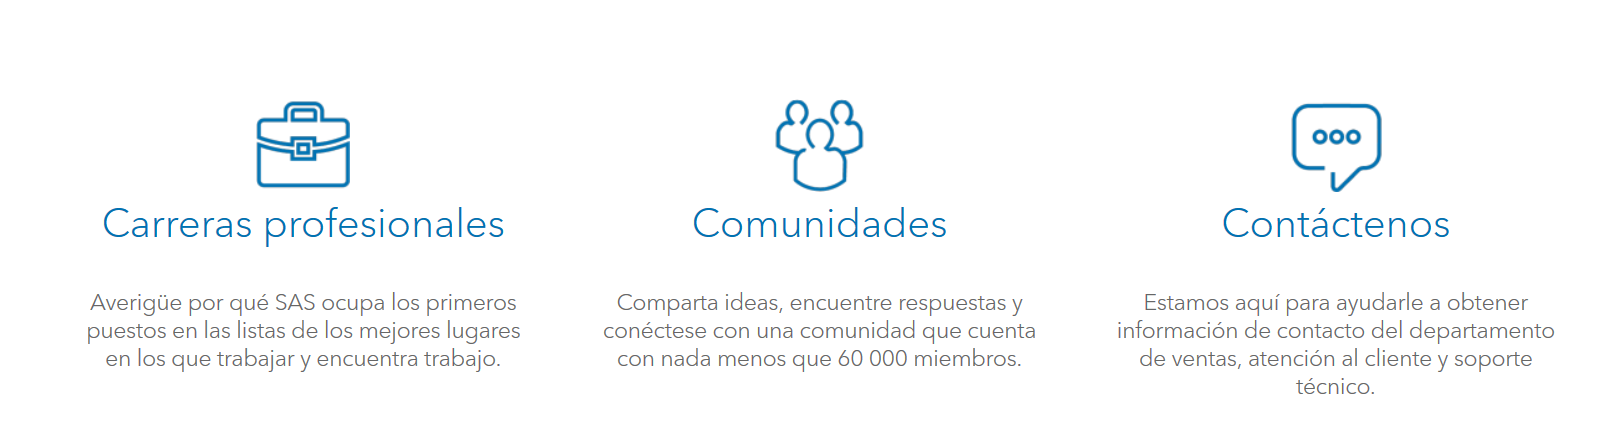 Carreras profesionales
Averigüe por qué SAS ocupa los primeros
puestos en las listas de los mejores lugares
en los que trabajar y encuentra trabajo.
Comunidades
Comparta ideas, encuentre respuestas y
conéctese con una comunidad que cuenta
con nada menos que 60 000 miembros.
Contáctenos
Estamos aquí para ayudarle a obtener
información de contacto del departamento
de ventas, atención al cliente y soporte
técnico.